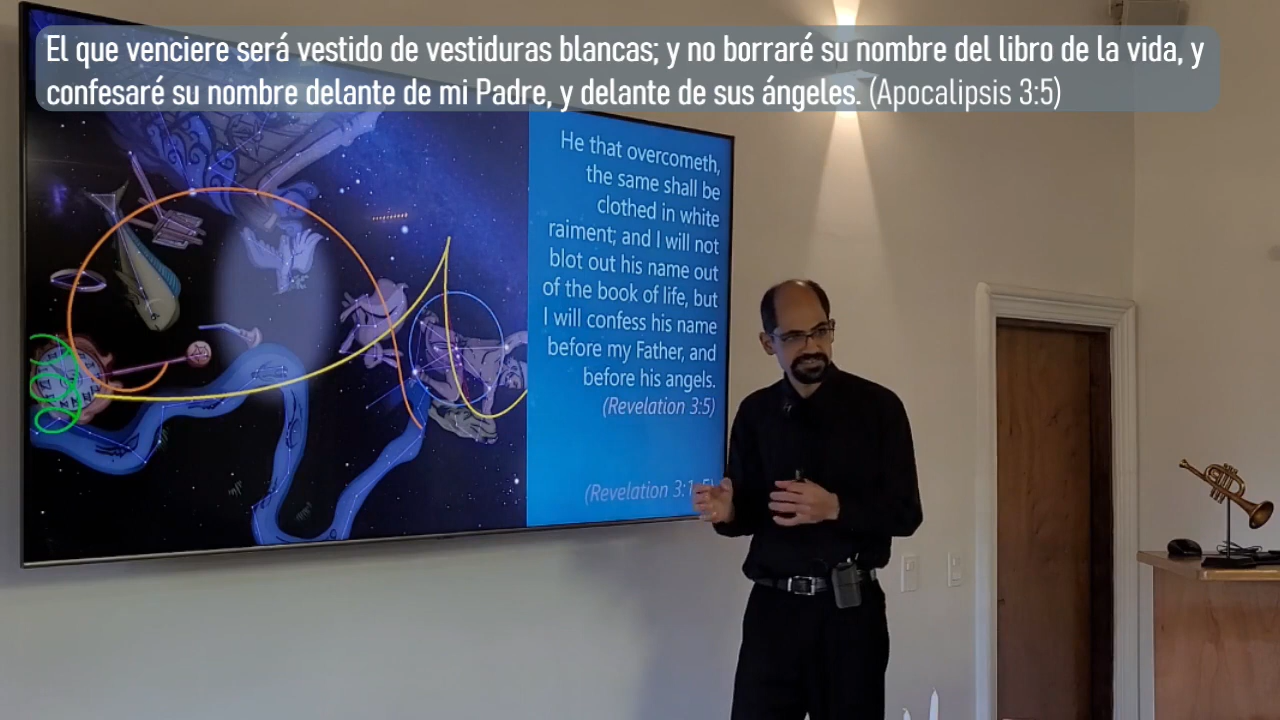 El que venciere será vestido de vestiduras blancas; y no borraré su nombre del libro de la vida, y
confesaré su nombre delante de mi Padre, y delante de sus ángeles. (Apocalipsis 3:5)
He that overcometh,
the same shall be
clothed in white
raiment; and I will not
blot out his name out
of the book of life, but
I will confess his name
before my Father, and
before his angels.
(Revelation 3:5)
(Revelation